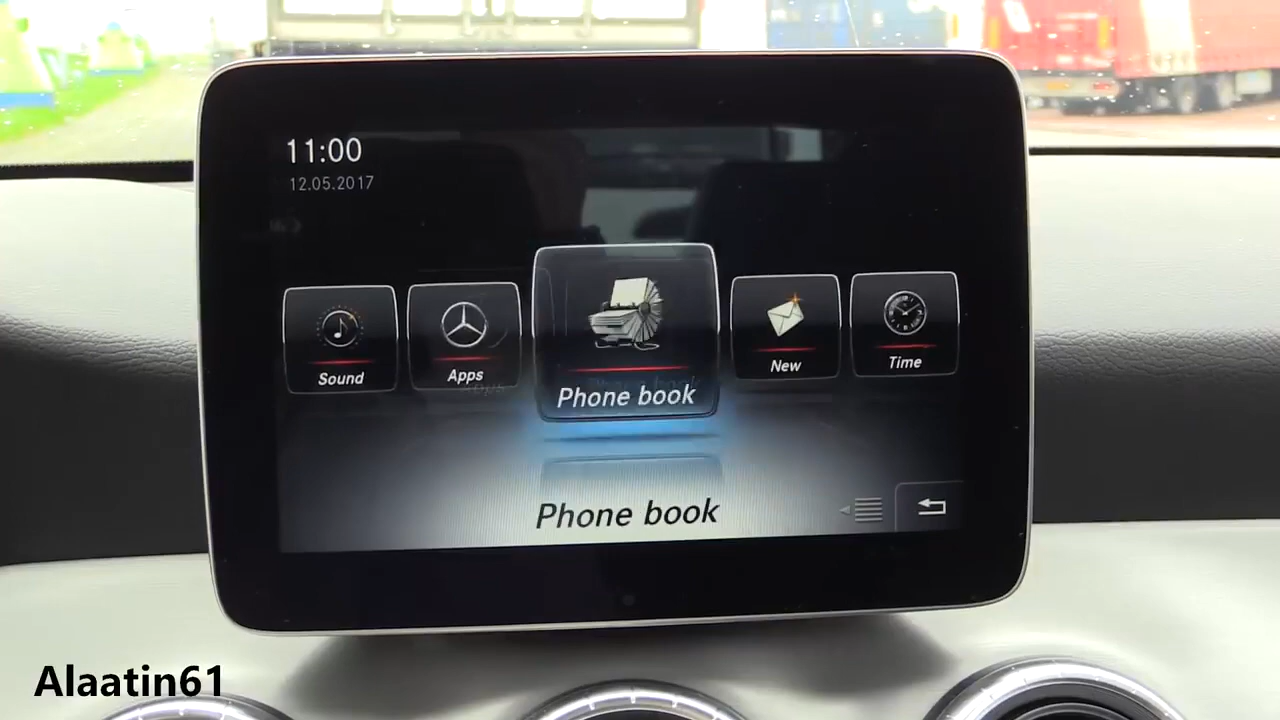 11:00
12.05.2017
Sound
Apps
Phone book
New
Time
Phone book
Alaatin61